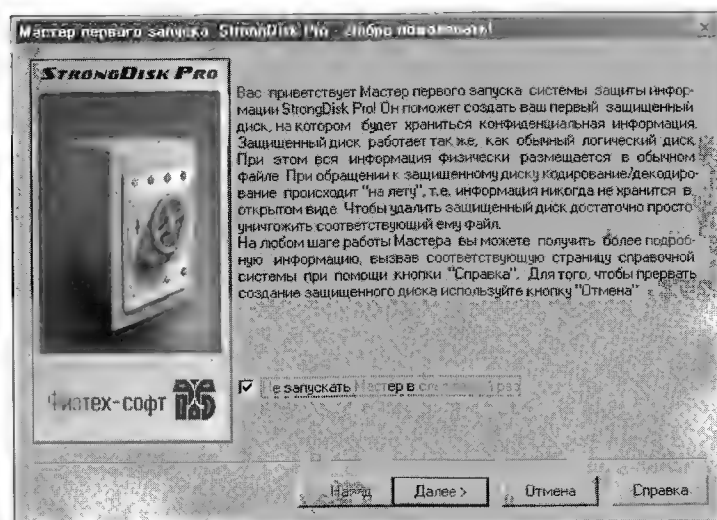 Мастер первого запуска StrongDisk Pro - Добро пожаловать!
STRONGDISK PRO
Вас приветствует Мастер первого запуска системы защиты инфор-
мации StrongDisk Pro! Он поможет создать ваш первый защищенный
диск, на котором будет храниться конфиденциальная информация.
Защищенный диск работает так же, как обычный логический диск.
При этом вся информация физически размещается в обычном
файле. При обращении к защищенному диску кодирование/декодиро-
вание происходит "на лету", т.е. информация никогда не хранится в
открытом виде. Чтобы удалить защищенный диск достаточно просто
уничтожить соответствующий ему файл.
На любом шаге работы Мастера вы можете получить более подроб-
ную информацию, вызвав соответствующую страницу справочной
системы при помощи кнопки "Справка". Для того, чтобы прервать
создание защищенного диска используйте кнопку "Отмена"
Не запускать Мастер в раз
Физтех-софт
Назад
Далее >
Отмена
Справка